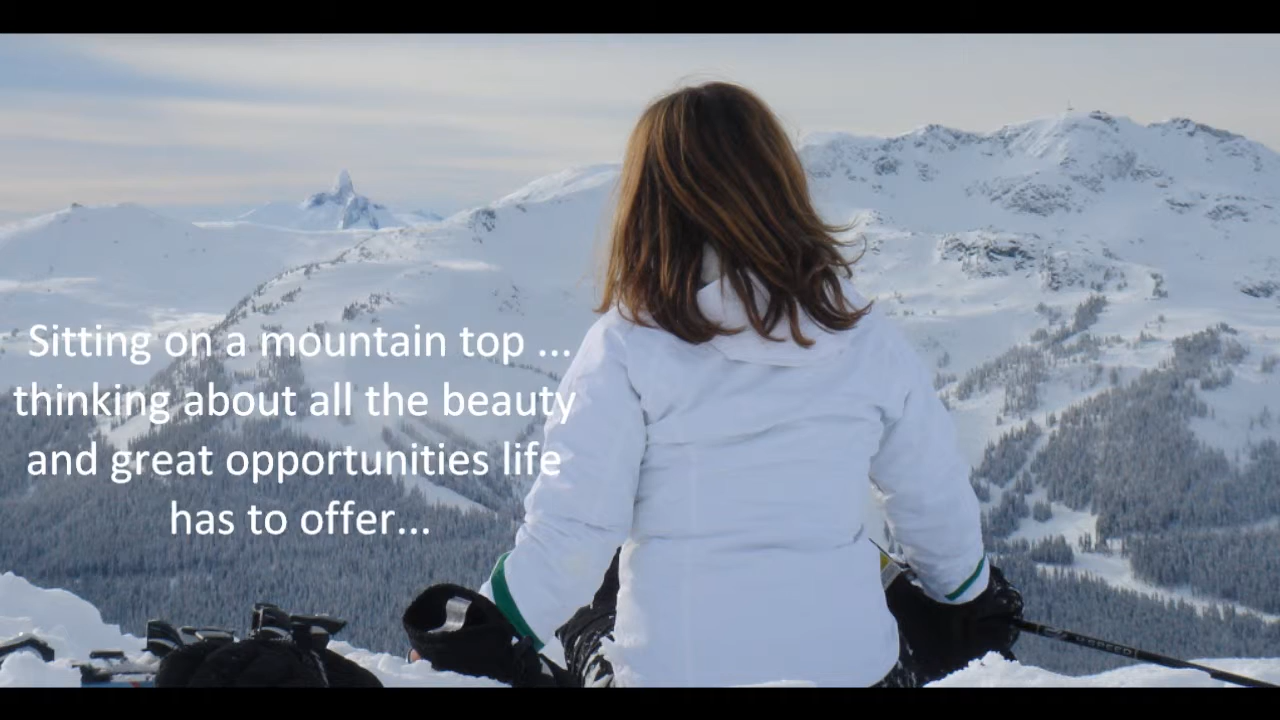 Sitting on a mountain top ...
thinking about all the beauty
and great opportunities life
has to offer...